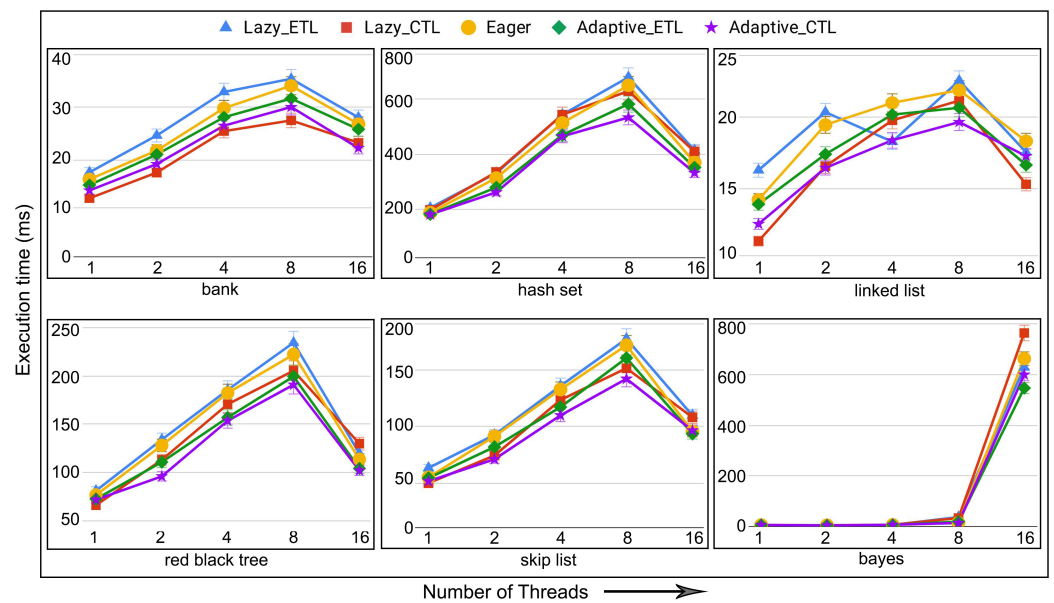 Lazy_ETL Lazy_CTL Eager Adaptive_ETL Adaptive_CTL
Execution time (ms)
40
30
20
10
0
1 2 4 8 16
bank
800
600
400
200
0
1 2 4 8 16
hash set
25
20
15
10
1 2 4 8 16
linked list
250
200
150
100
50
1 2 4 8 16
red black tree
200
150
100
50
0
1 2 4 8 16
skip list
800
600
400
200
0
1 2 4 8 16
bayes
Number of Threads